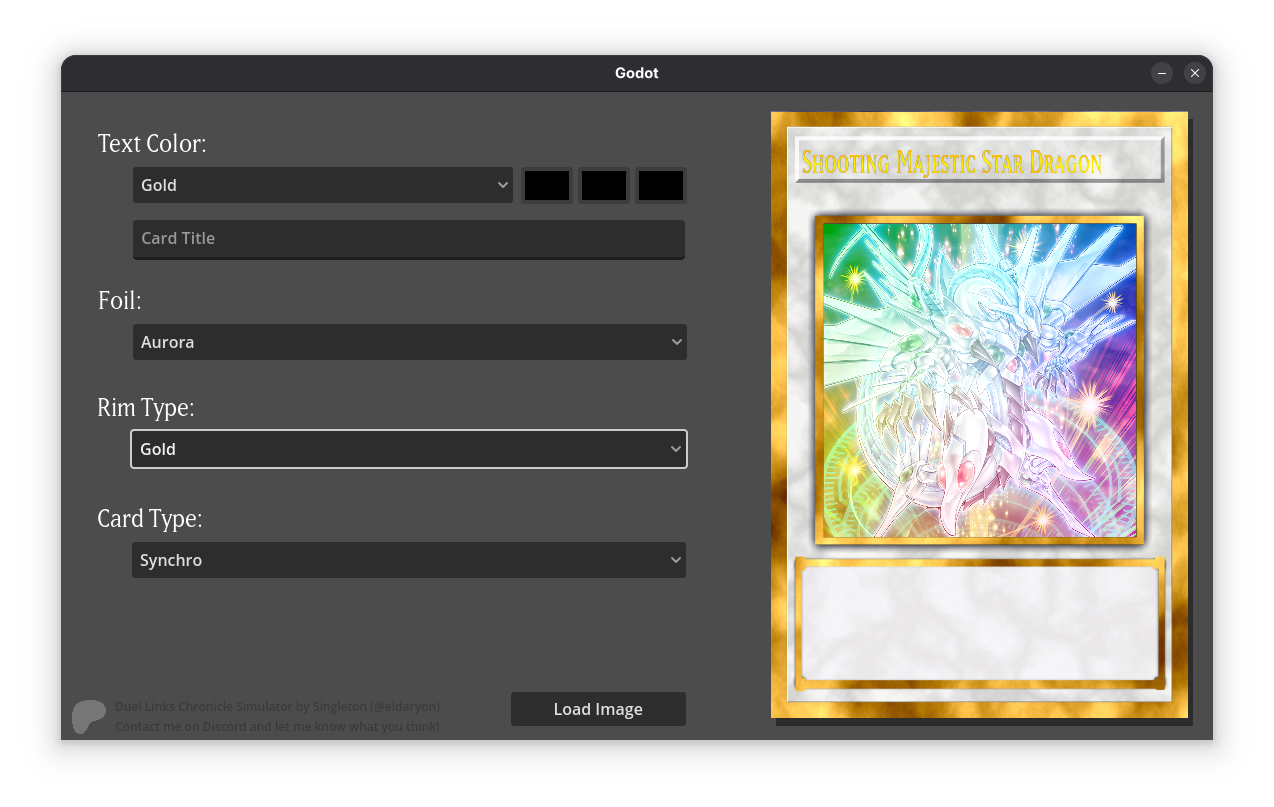 Godot
Text Color:
Gold
Card Title
Foil:
Aurora
Rim Type:
Gold
Card Type:
Synchro
Duel Links Chronicle Simulator by Singleton (@eldaryon)
Contact me on Discord and let me know what you think!
Load Image
Shooting Majestic Star Dragon